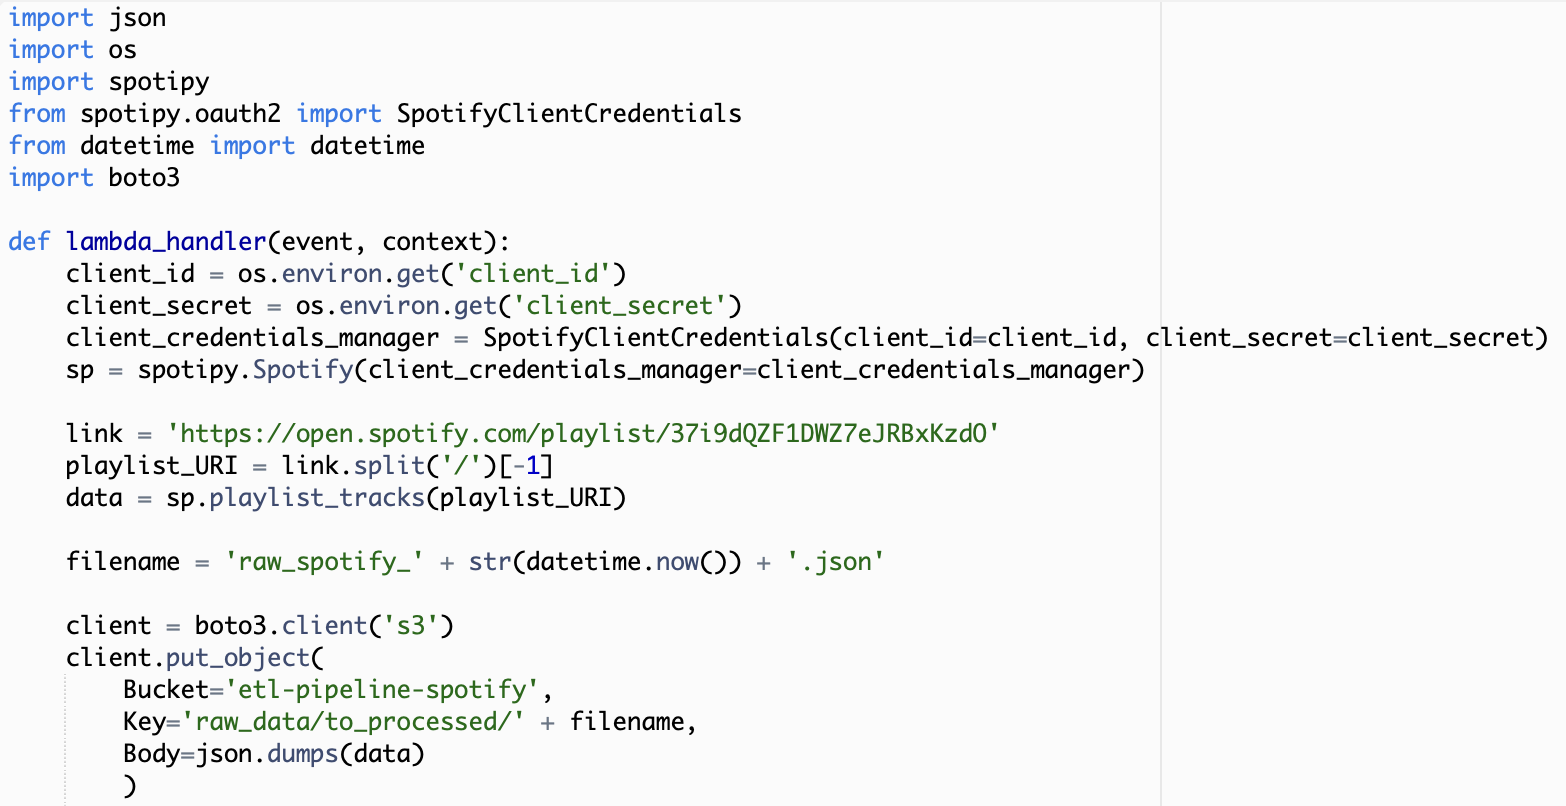 import json
import os
import spotipy
from spotipy.oauth2 import SpotifyClientCredentials
from datetime import datetime
import boto3

def lambda_handler(event, context):
    client_id = os.environ.get('client_id')
    client_secret = os.environ.get('client_secret')
    client_credentials_manager = SpotifyClientCredentials(client_id=client_id, client_secret=client_secret)
    sp = spotipy.Spotify(client_credentials_manager=client_credentials_manager)

    link = 'https://open.spotify.com/playlist/37i9dQZF1DWZ7eJRBxKzdO'
    playlist_URI = link.split('/')[-1]
    data = sp.playlist_tracks(playlist_URI)

    filename = 'raw_spotify_' + str(datetime.now()) + '.json'

    client = boto3.client('s3')
    client.put_object(
        Bucket='etl-pipeline-spotify',
        Key='raw_data/to_processed/' + filename,
        Body=json.dumps(data)
        )